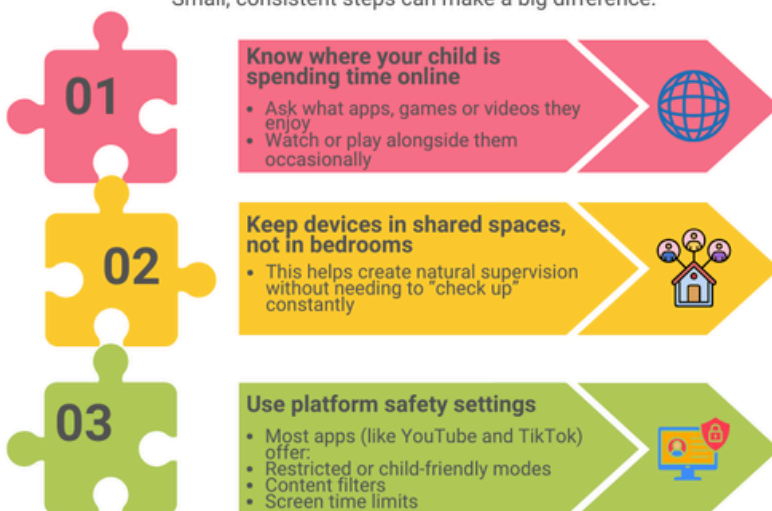 Small, consistent steps can make a big difference.
01
Know where your child is
spending time online
• Ask what apps, games or videos they
enjoy
• Watch or play alongside them
occasionally
02
Keep devices in shared spaces,
not in bedrooms
• This helps create natural supervision
without needing to “check up”
constantly
03
Use platform safety settings
• Most apps (like YouTube and TikTok)
offer:
• Restricted or child-friendly modes
• Content filters
• Screen time limits